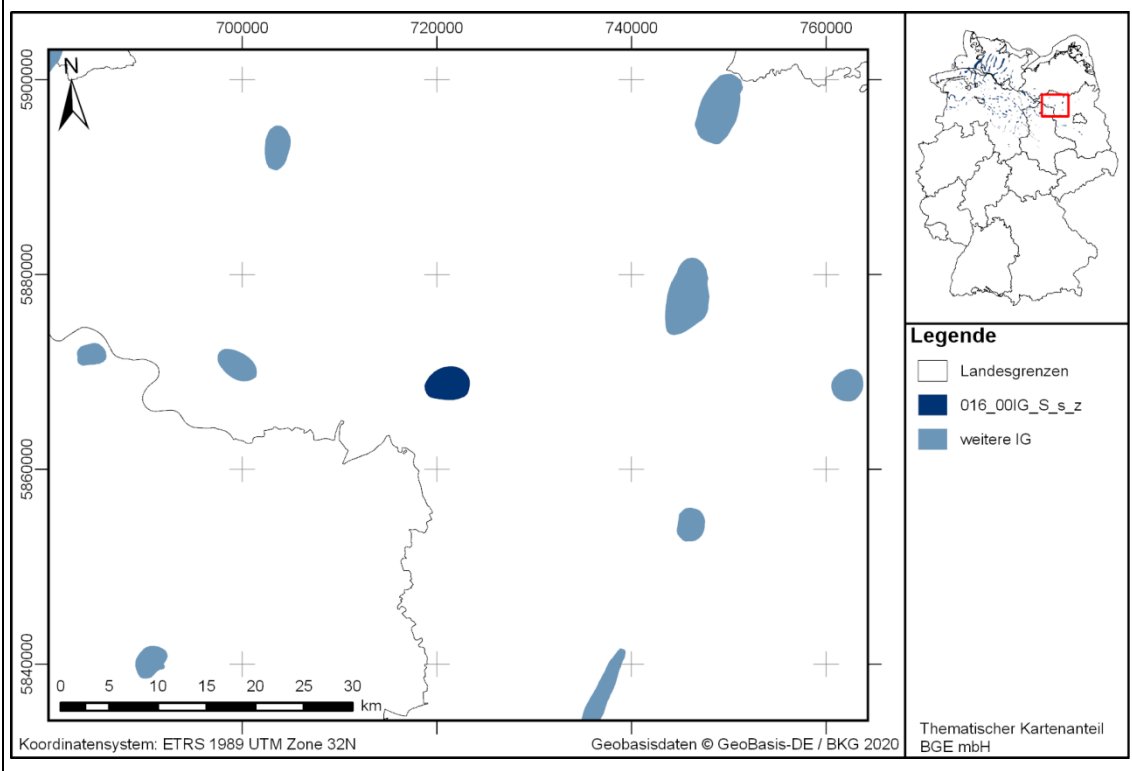 700000 720000 740000 760000
N
5900000
5880000
5860000
5840000
0 5 10 15 20 25 30
km
Koordinatensystem: ETRS 1989 UTM Zone 32N
Geobasisdaten © GeoBasis-DE / BKG 2020
Legende
Landesgrenzen
016_00IG_S_s_z
weitere IG
Thematischer Kartenanteil
BGE mbH